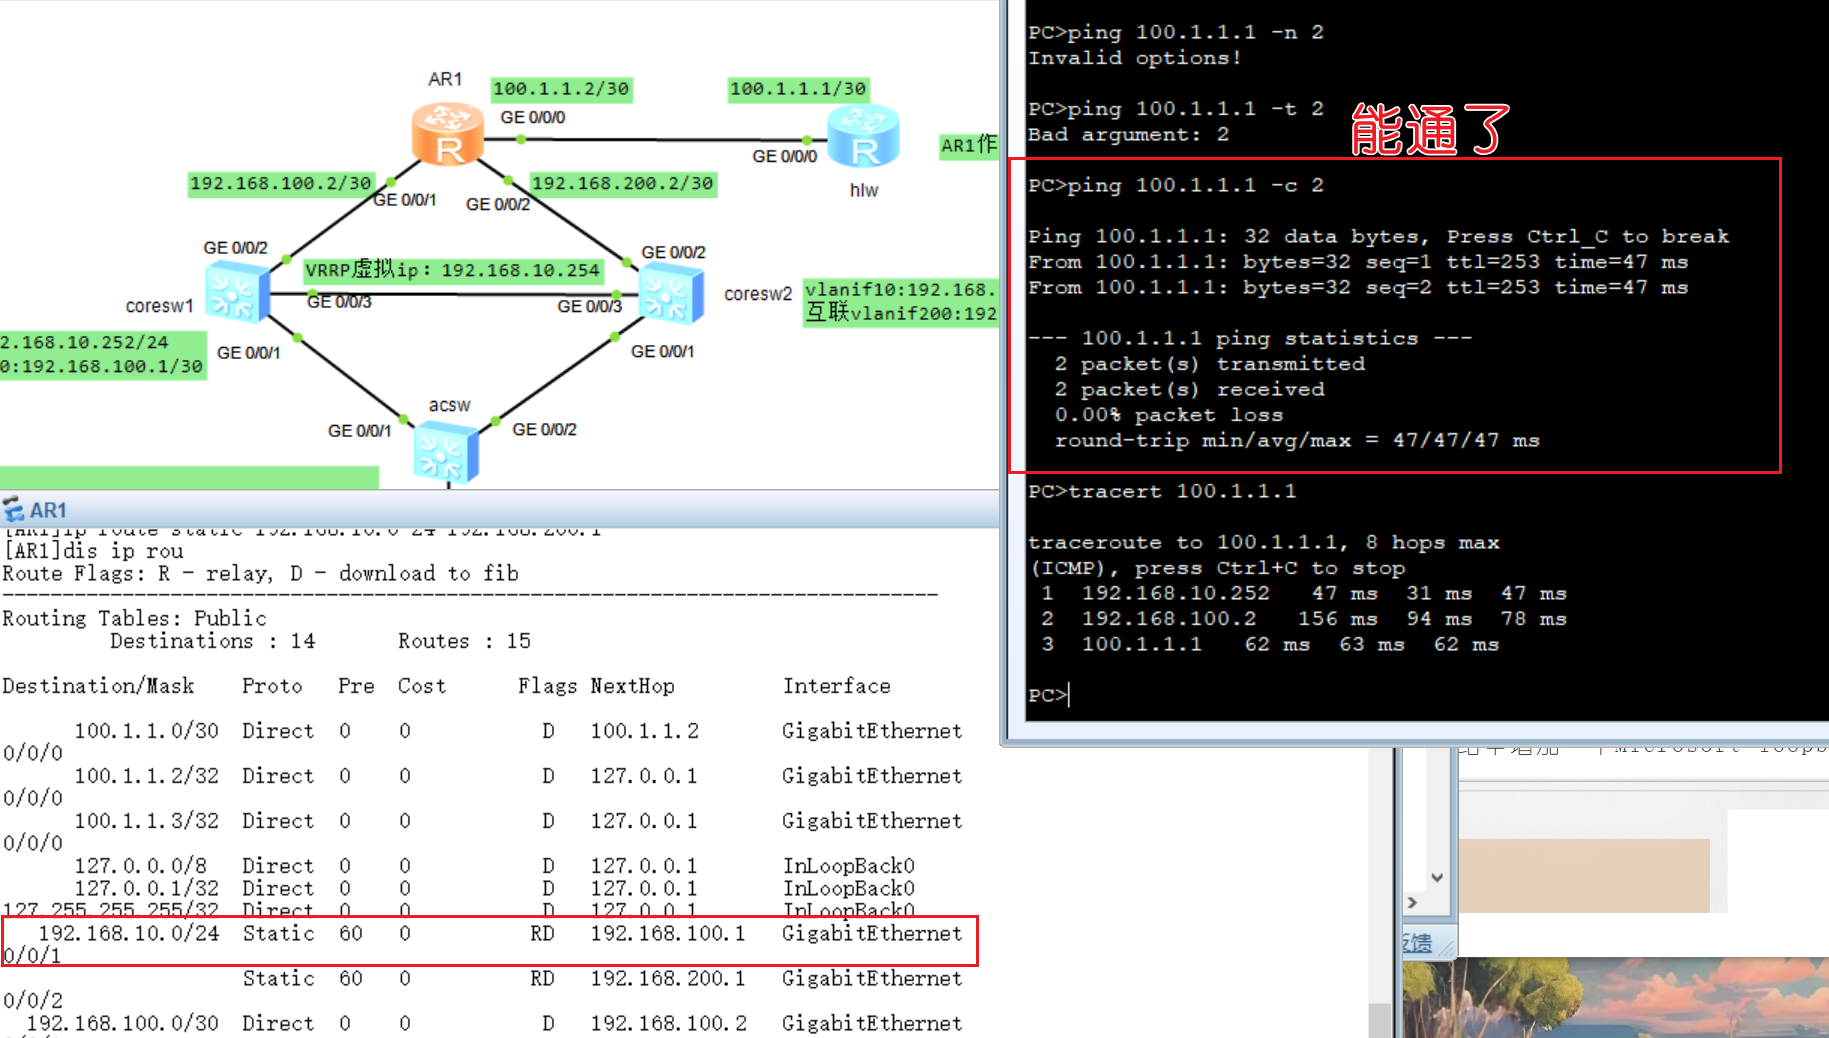 AR1
100.1.1.2/30
100.1.1.1/30
GE 0/0/0
GE 0/0/0
AR1作
hlw
192.168.100.2/30
192.168.200.2/30
GE 0/0/1
GE 0/0/2
GE 0/0/2
GE 0/0/2
VRRP虚拟ip: 192.168.10.254
coresw1
GE 0/0/3
GE 0/0/3
coresw2
vlanif10:192.168.
互联vlanif200:192
2.168.10.252/24
0:192.168.100.1/30
GE 0/0/1
GE 0/0/1
acsw
GE 0/0/1
GE 0/0/2
AR1
[AR1]ip route static 192.168.10.0 24 192.168.200.1
[AR1]dis ip rou
Route Flags: R - relay, D - download to fib
------------------------------------------------------------------------------
Routing Tables: Public
Destinations : 14 Routes : 15
Destination/Mask Proto Pre Cost Flags NextHop Interface
100.1.1.0/30 Direct 0 0 D 100.1.1.2 GigabitEthernet
0/0/0
100.1.1.2/32 Direct 0 0 D 127.0.0.1 GigabitEthernet
0/0/0
100.1.1.3/32 Direct 0 0 D 127.0.0.1 GigabitEthernet
0/0/0
127.0.0.0/8 Direct 0 0 D 127.0.0.1 InLoopBack0
127.0.0.1/32 Direct 0 0 D 127.0.0.1 InLoopBack0
127.255.255.255/32 Direct 0 0 D 127.0.0.1 InLoopBack0
192.168.10.0/24 Static 60 0 RD 192.168.100.1 GigabitEthernet
0/0/1
Static 60 0 RD 192.168.200.1 GigabitEthernet
0/0/2
192.168.100.0/30 Direct 0 0 D 192.168.100.2 GigabitEthernet
PC>ping 100.1.1.1 -n 2
Invalid options!
PC>ping 100.1.1.1 -t 2
Bad argument: 2
能通了
PC>ping 100.1.1.1 -c 2
Ping 100.1.1.1: 32 data bytes, Press Ctrl_C to break
From 100.1.1.1: bytes=32 seq=1 ttl=253 time=47 ms
From 100.1.1.1: bytes=32 seq=2 ttl=253 time=47 ms
--- 100.1.1.1 ping statistics ---
2 packet(s) transmitted
2 packet(s) received
0.00% packet loss
round-trip min/avg/max = 47/47/47 ms
PC>tracert 100.1.1.1
traceroute to 100.1.1.1, 8 hops max
(ICMP), press Ctrl+C to stop
1 192.168.10.252 47 ms 31 ms 47 ms
2 192.168.100.2 156 ms 94 ms 78 ms
3 100.1.1.1 62 ms 63 ms 62 ms
PC>
反馈